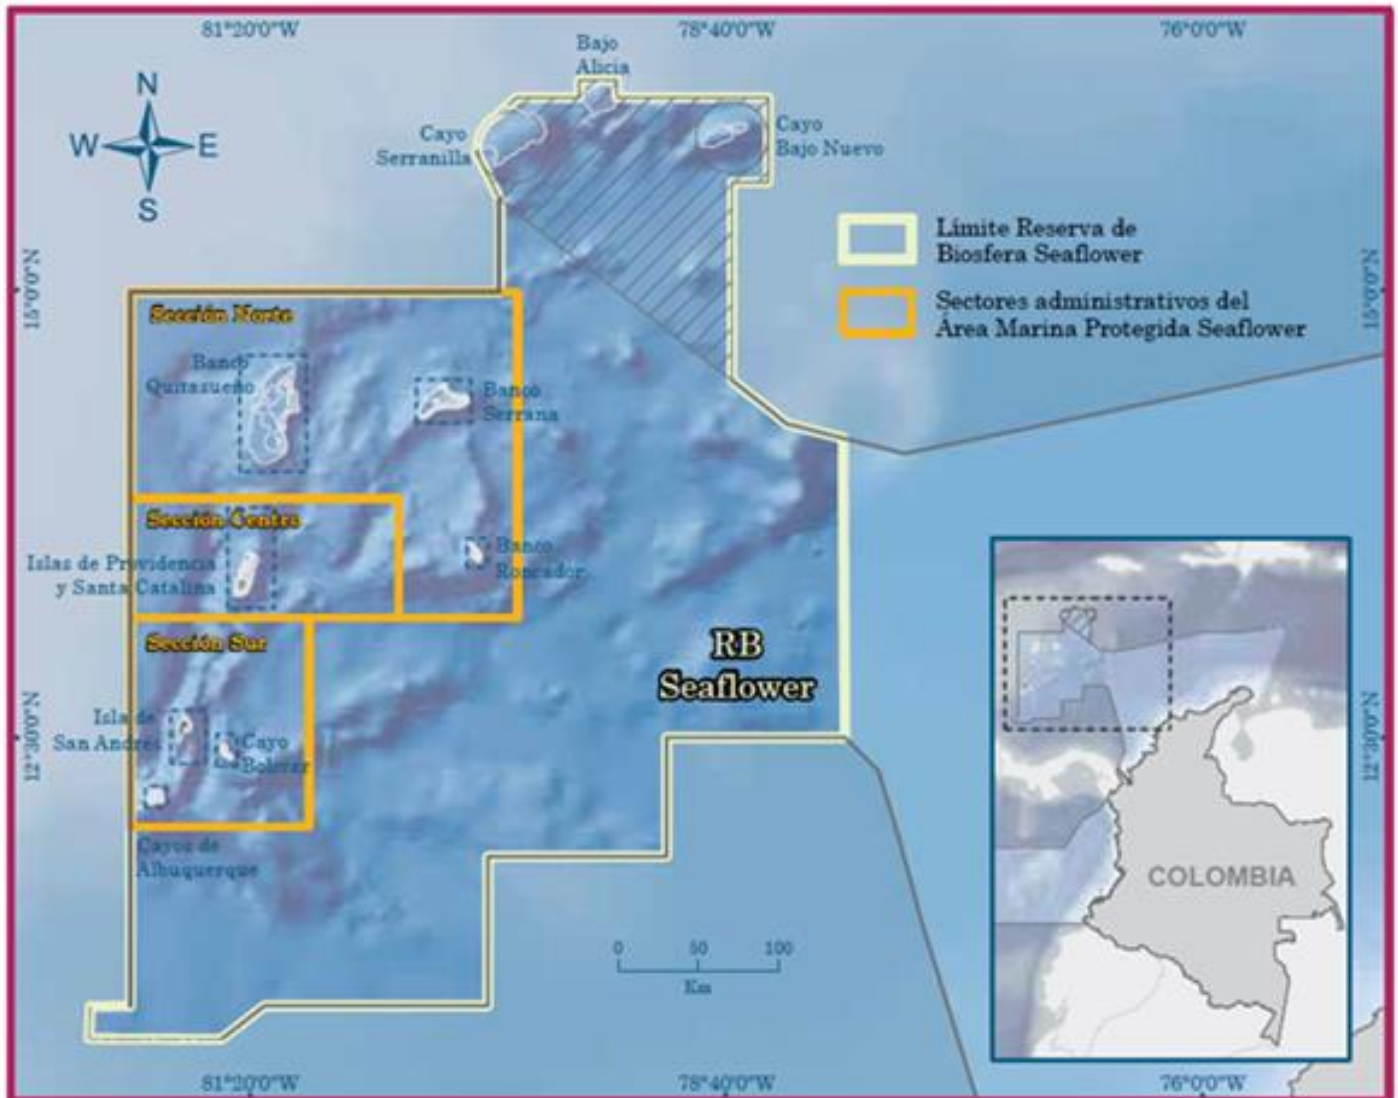 81°20'0"W
78°40'0"W
76°0'0"W
Bajo
Alicia
N
W
E
S
Cayo
Serranilla
Cayo
Bajo Nuevo
Límite Reserva de
Biosfera Seaflower
Sectores administrativos del
Área Marina Protegida Seaflower
15°0'0"N
15°0'0"N
Sección Norte
Banco
Quitasueño
Banco
Serrana
Sección Centro
Islas de Providencia
y Santa Catalina
Banco
Roncador
Sección Sur
RB
Seaflower
Isla de
San Andrés
Cayo
Bolívar
12°30'0"N
12°30'0"N
Cayos de
Albuquerque
0
50
100
Km
COLOMBIA
81°20'0"W
78°40'0"W
76°0'0"W